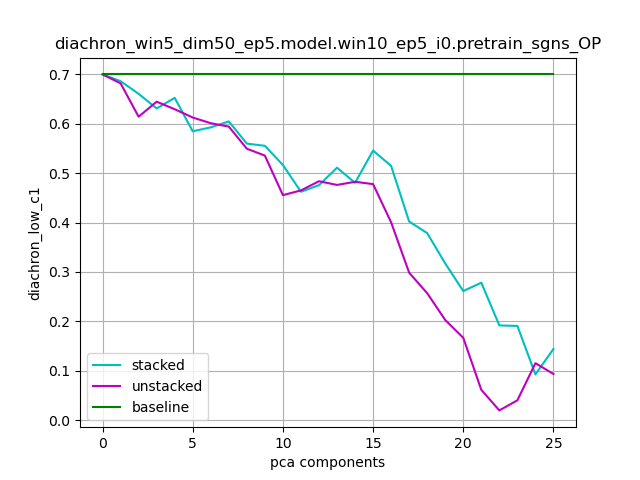 diachron_win5_dim50_ep5.model.win10_ep5_i0.pretrain_sgns_OP
0.7
0.6
0.5
0.4
0.3
0.2
0.1
0.0
diachron_low_c1
stacked
unstacked
baseline
0 5 10 15 20 25
pca components